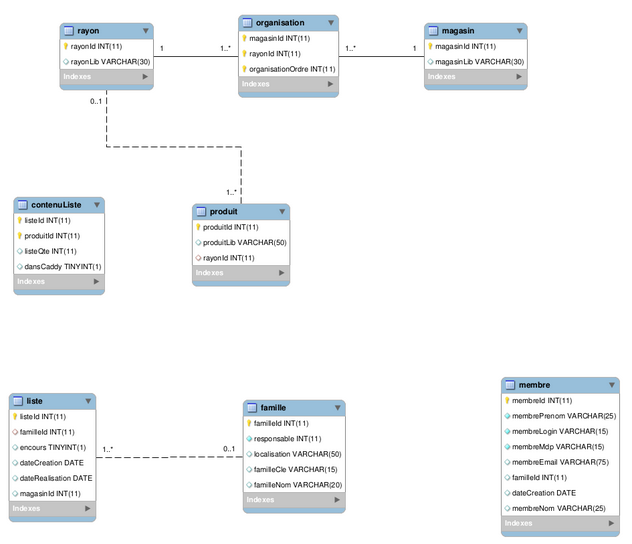 rayon
rayonId INT(11)
rayonLib VARCHAR(30)
Indexes
1
1..*
organisation
magasinId INT(11)
rayonId INT(11)
organisationOrdre INT(11)
Indexes
1..*
1
magasin
magasinId INT(11)
magasinLib VARCHAR(30)
Indexes
0..1
1..*
contenuListe
listeId INT(11)
produitId INT(11)
listeQte INT(11)
dansCaddy TINYINT(1)
Indexes
produit
produitId INT(11)
produitLib VARCHAR(50)
rayonId INT(11)
Indexes
liste
listeId INT(11)
familleId INT(11)
encours TINYINT(1)
dateCreation DATE
dateRealisation DATE
magasinId INT(11)
Indexes
1..*
0..1
famille
familleId INT(11)
responsable INT(11)
localisation VARCHAR(50)
familleCle VARCHAR(15)
familleNom VARCHAR(20)
Indexes
membre
membreId INT(11)
membrePrenom VARCHAR(25)
membreLogin VARCHAR(15)
membreMdp VARCHAR(15)
membreEmail VARCHAR(75)
familleId INT(11)
dateCreation DATE
membreNom VARCHAR(25)
Indexes